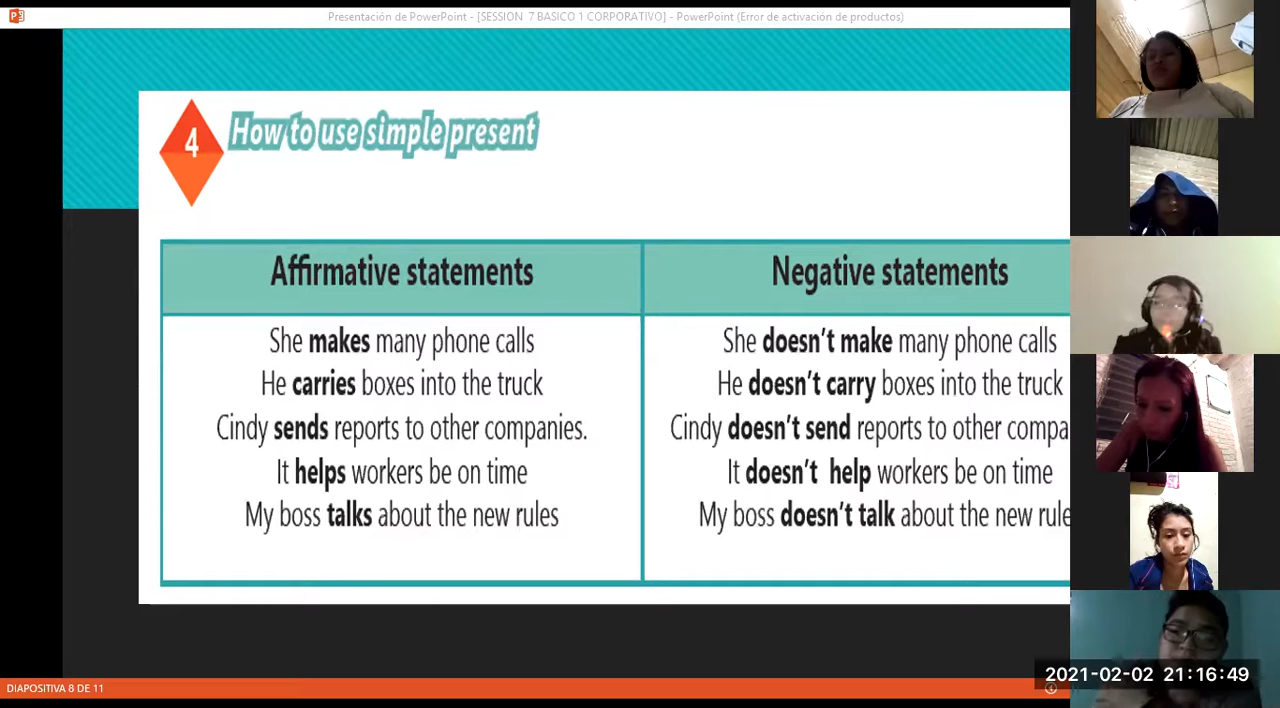 Presentación de PowerPoint - [SESSION 7 BASICO 1 CORPORATIVO] - PowerPoint (Error de activación de productos)
4
How to use simple present
Affirmative statements
Negative statements
She makes many phone calls
She doesn't make many phone calls
He carries boxes into the truck
He doesn't carry boxes into the truck
Cindy sends reports to other companies.
Cindy doesn't send reports to other compa
It helps workers be on time
It doesn't help workers be on time
My boss talks about the new rules
My boss doesn't talk about the new rule
2021-02-02 21:16:49
DIAPOSITIVA 8 DE 11